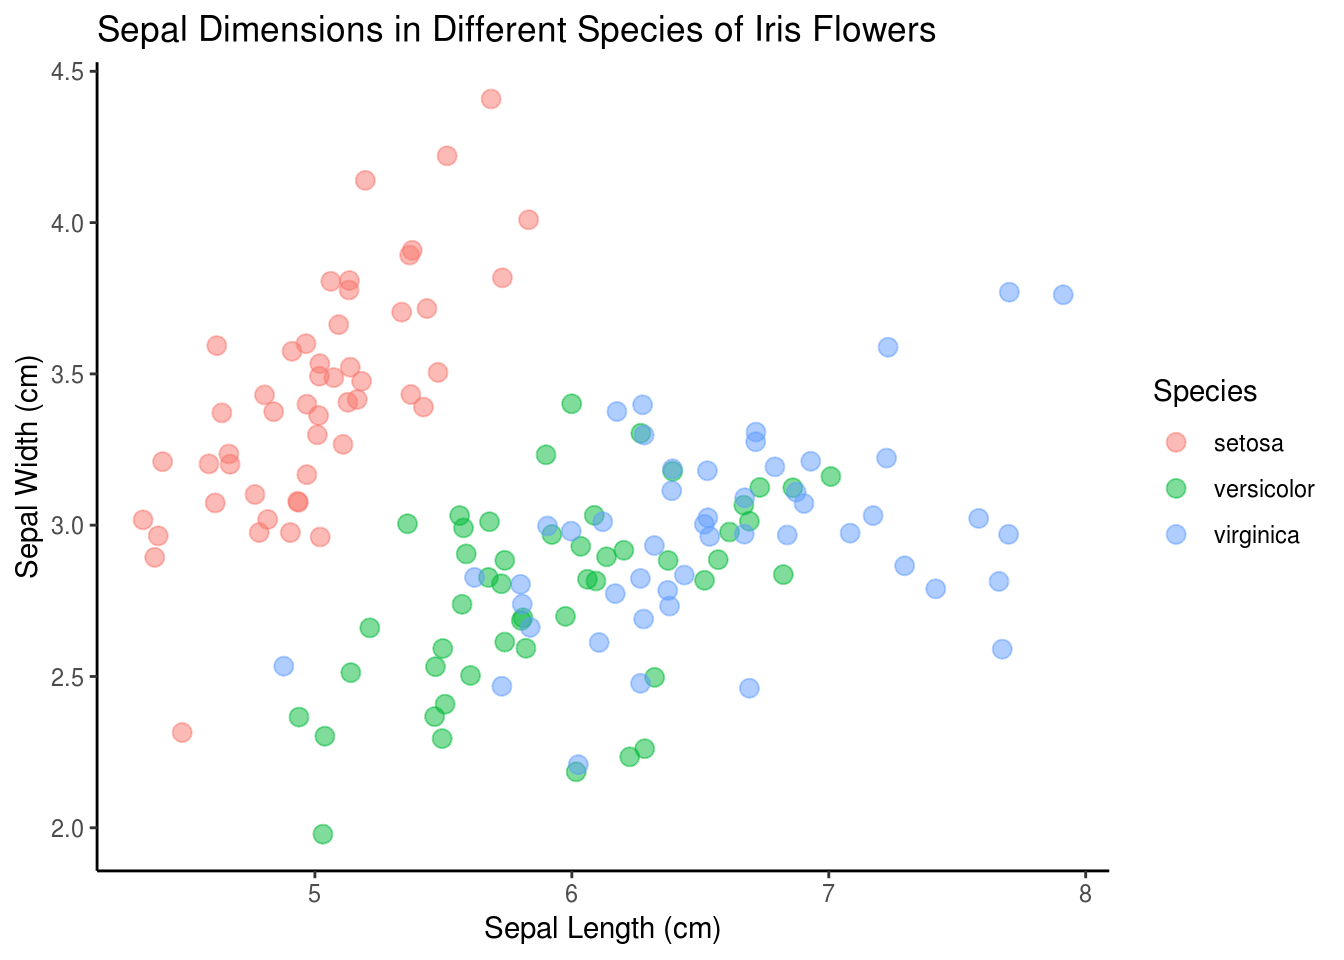 Sepal Dimensions in Different Species of Iris Flowers
4.5
4.0
3.5
3.0
2.5
2.0
Sepal Width (cm)
5 6 7 8
Sepal Length (cm)
Species
setosa
versicolor
virginica